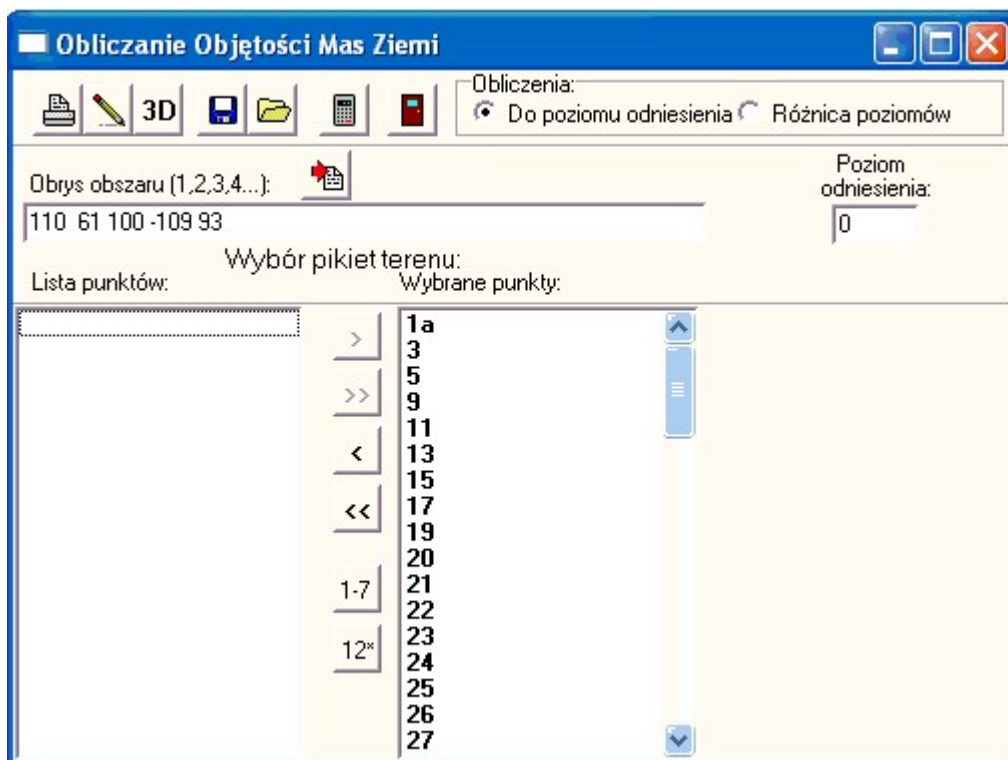 Obliczanie Objętości Mas Ziemi
3D
Obliczenia:
Do poziomu odniesienia Różnica poziomów
Obrys obszaru (1,2,3,4...):
Poziom
odniesienia:
110 61 100 -109 93
0
Wybór pikiet terenu:
Lista punktów:
Wybrane punkty:
>
>>
<
<<
1-7
12*
1a
3
5
9
11
13
15
17
19
20
21
22
23
24
25
26
27